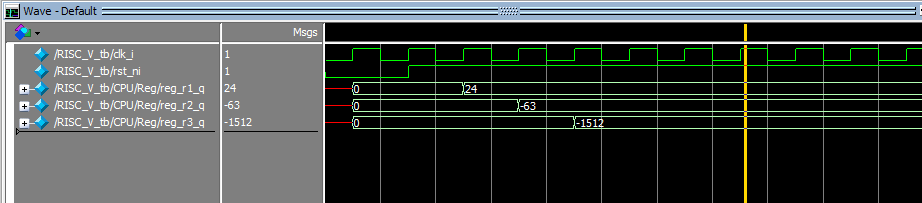 Wave - Default
Msgs
/RISC_V_tb/clk_i 1
/RISC_V_tb/rst_ni 1
/RISC_V_tb/CPU/Reg/reg_r1_q 24 0 24
/RISC_V_tb/CPU/Reg/reg_r2_q -63 0 -63
/RISC_V_tb/CPU/Reg/reg_r3_q -1512 0 -1512